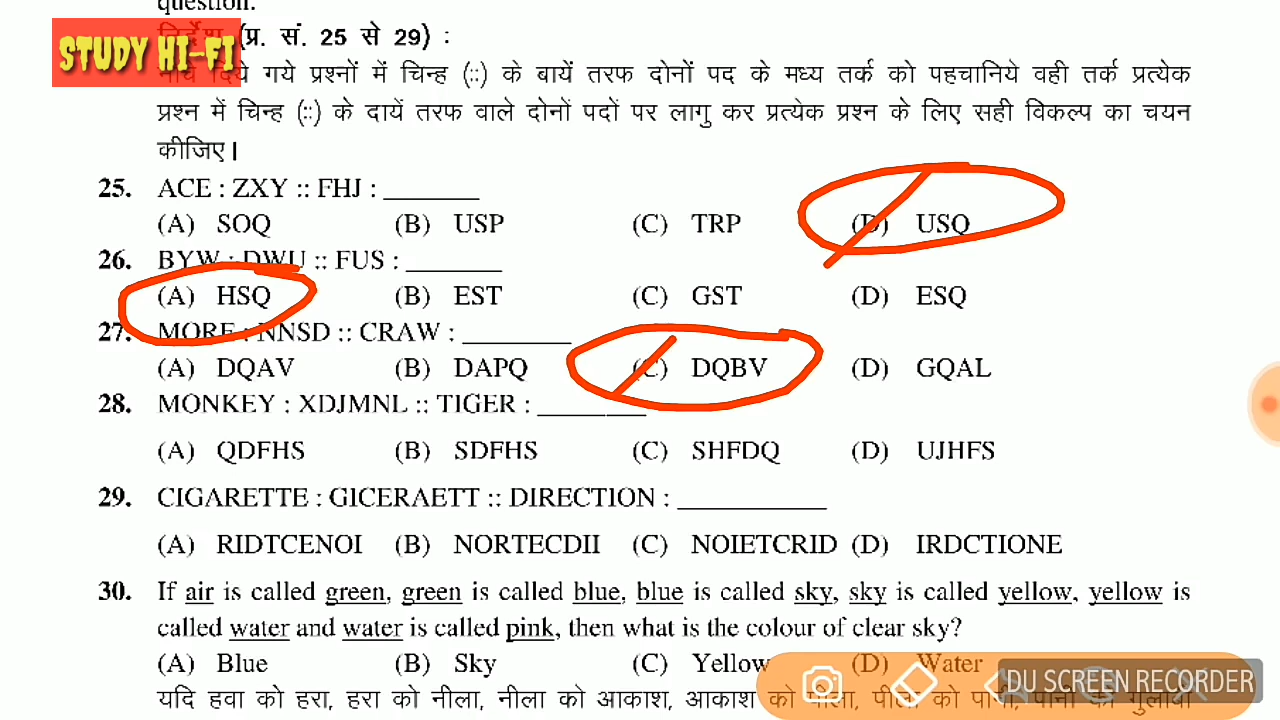 question.
STUDY HI-FI
निर्देश (प्र. सं. 25 से 29) :
नीचे दिये गये प्रश्नों में चिन्ह (::) के बायें तरफ दोनों पद के मध्य तर्क को पहचानिये वही तर्क प्रत्येक
प्रश्न में चिन्ह (::) के दायें तरफ वाले दोनों पदों पर लागु कर प्रत्येक प्रश्न के लिए सही विकल्प का चयन
कीजिए।
25. ACE : ZXY :: FHJ : _______
(A) SOQ (B) USP (C) TRP (D) USQ
26. BYW : DWU :: FUS : _______
(A) HSQ (B) EST (C) GST (D) ESQ
27. MORE : NNSD :: CRAW : ________
(A) DQAV (B) DAPQ (C) DQBV (D) GQAL
28. MONKEY : XDJMNL :: TIGER : ________
(A) QDFHS (B) SDFHS (C) SHFDQ (D) UJHFS
29. CIGARETTE : GICERAETT :: DIRECTION : ___________
(A) RIDTCENOI (B) NORTECDII (C) NOIETCRID (D) IRDCTIONE
30. If air is called green, green is called blue, blue is called sky, sky is called yellow, yellow is
called water and water is called pink, then what is the colour of clear sky?
(A) Blue (B) Sky (C) Yellow (D) Water
DU SCREEN RECORDER
यदि हवा को हरा, हरा को नीला, नीला को आकाश, आकाश को पीला, पीला को पानी, पानी को गुलाबी